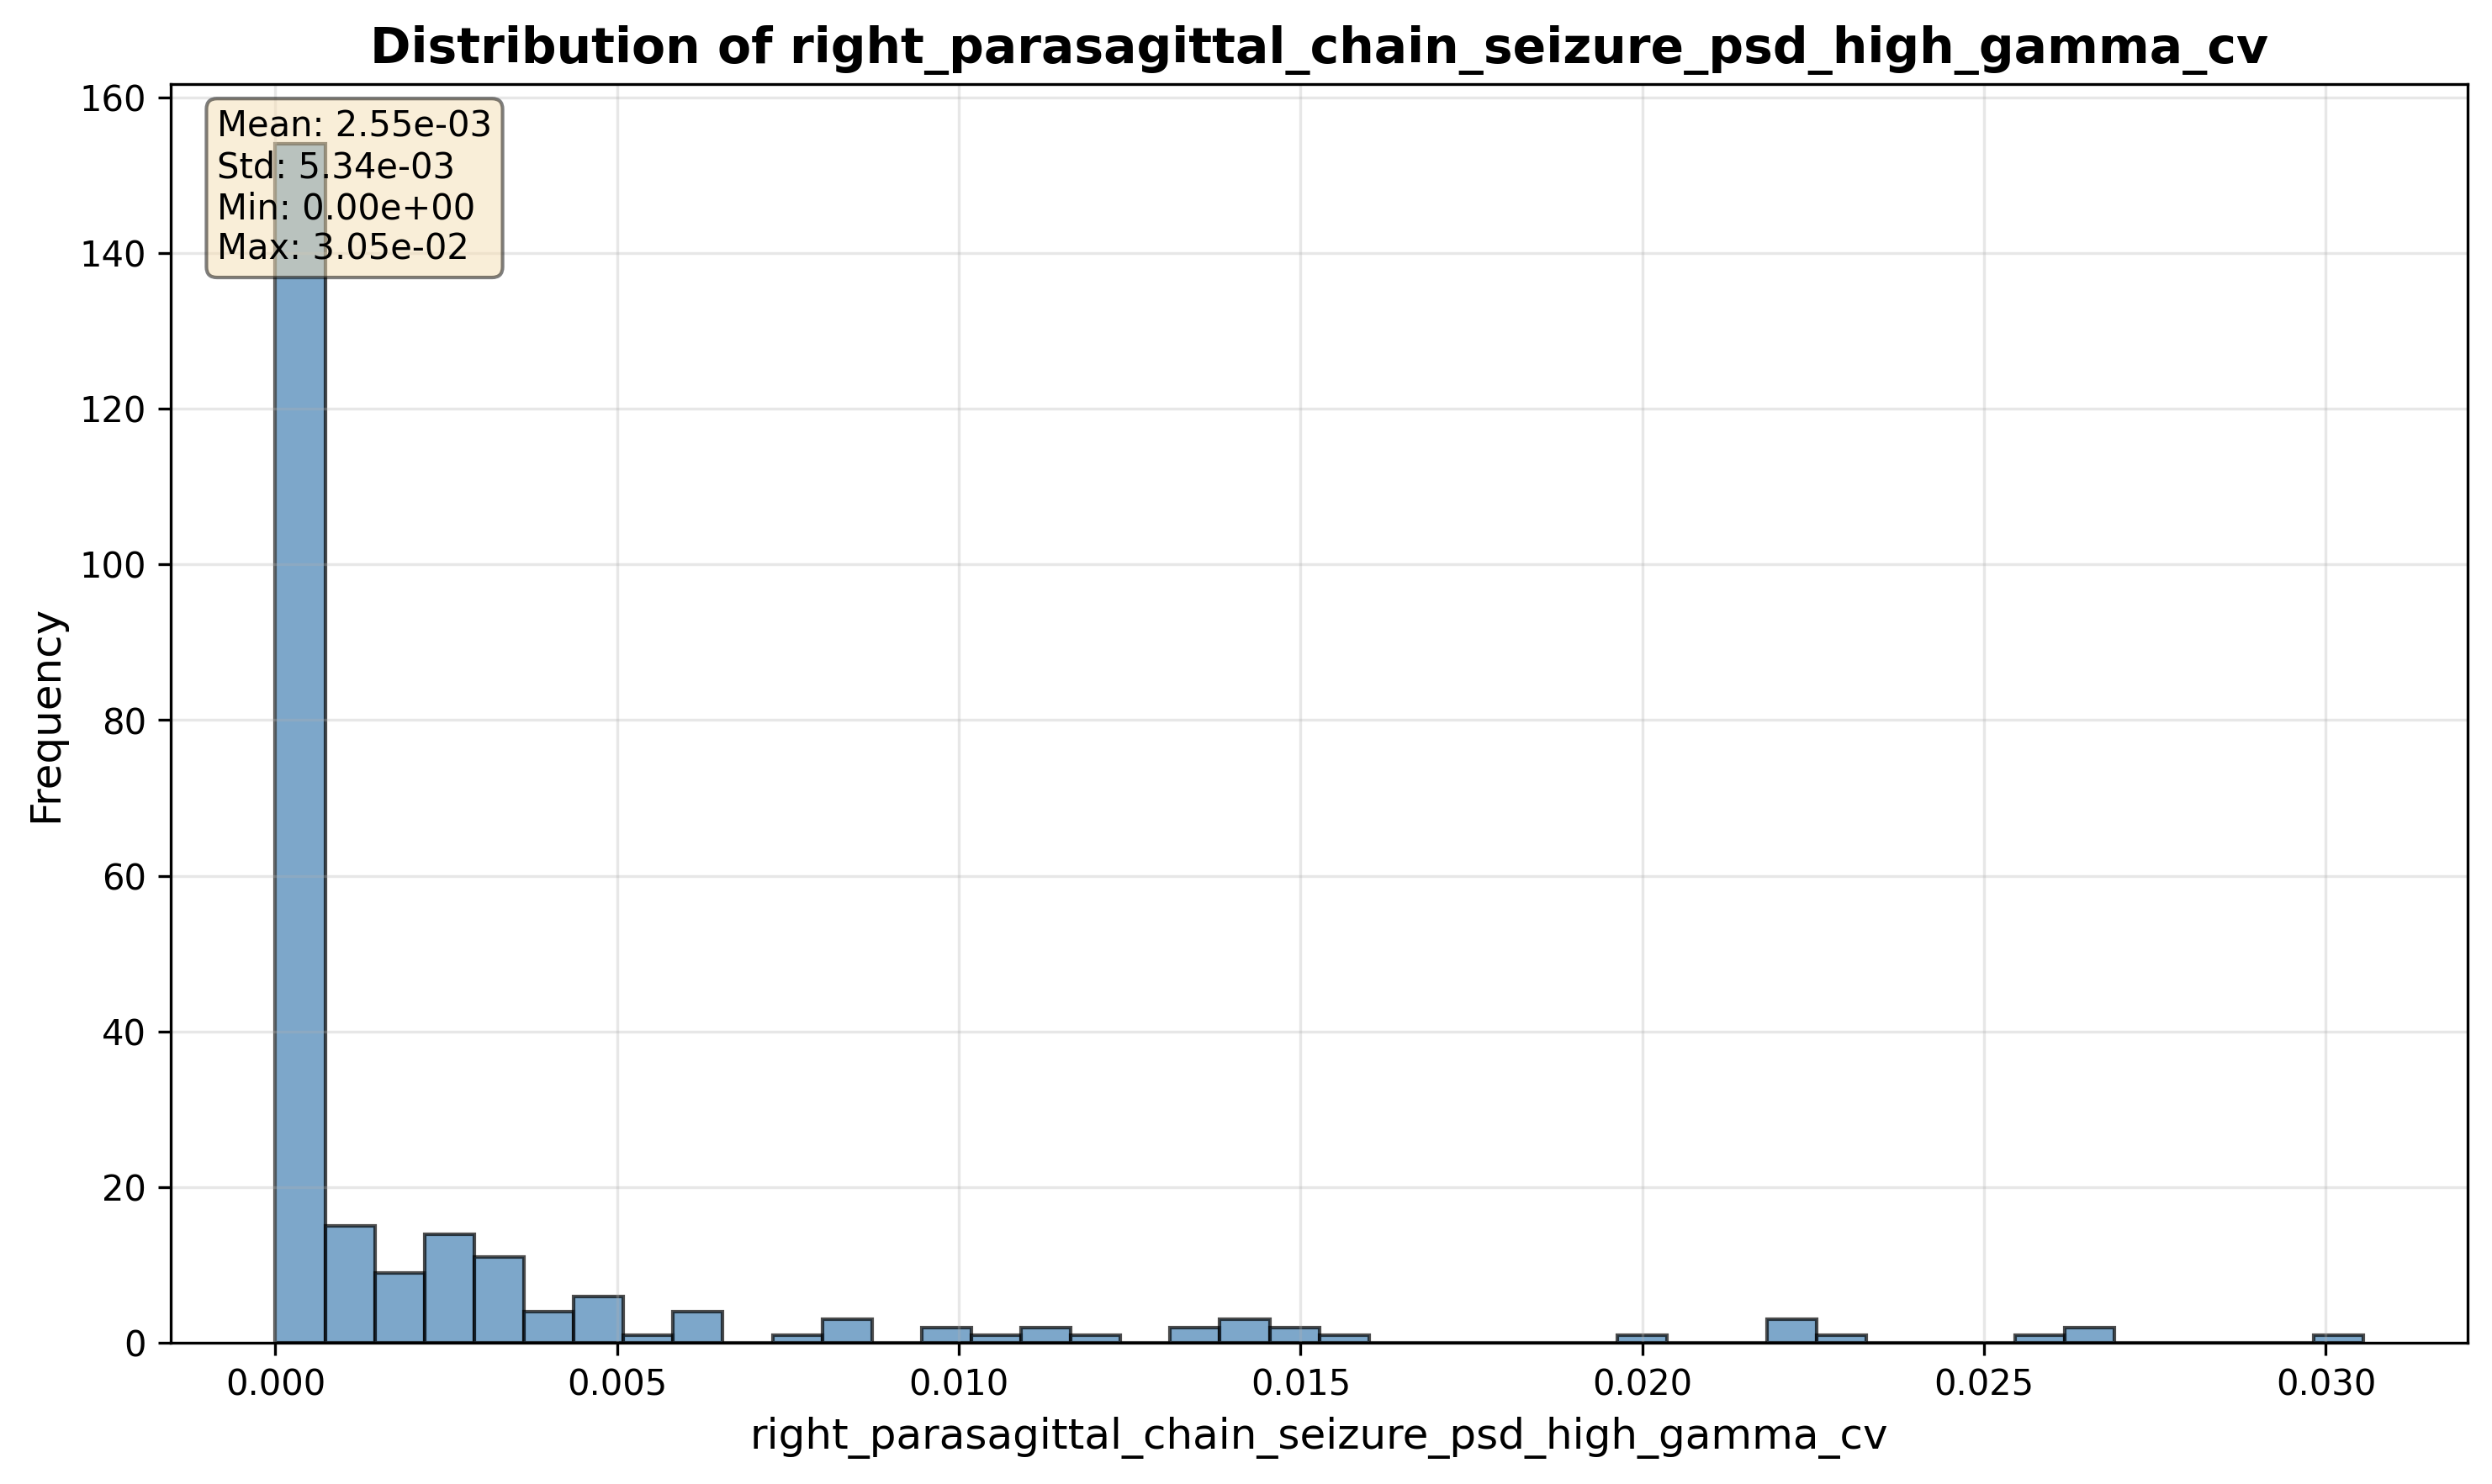 Distribution of right_parasagittal_chain_seizure_psd_high_gamma_cv
Mean: 2.55e-03
Std: 5.34e-03
Min: 0.00e+00
Max: 3.05e-02
160
140
120
100
80
60
40
20
0
Frequency
0.000 0.005 0.010 0.015 0.020 0.025 0.030
right_parasagittal_chain_seizure_psd_high_gamma_cv